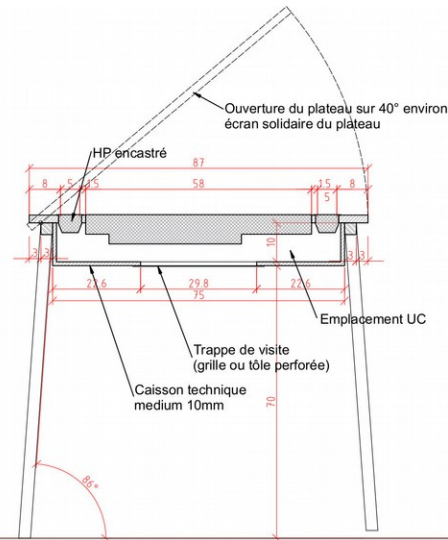 Ouverture du plateau sur 40° environ
écran solidaire du plateau
HP encastré
87
8
5
1.5
58
1.5
5
8
10
3
3
3
3
22.6
29.8
22.6
75
Emplacement UC
Trappe de visite
(grille ou tôle perforée)
Caisson technique
medium 10mm
70
86°